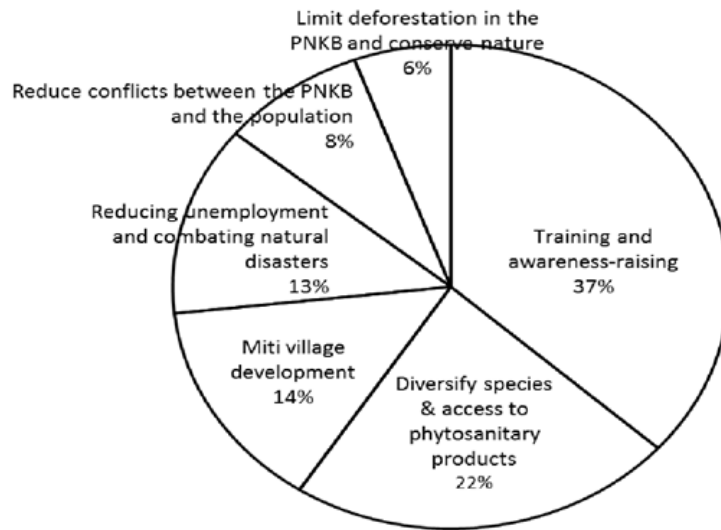 Limit deforestation in the
PNKB and conserve nature
6%
Reduce conflicts between the PNKB
and the population
8%
Reducing unemployment
and combating natural
disasters
13%
Training and
awareness-raising
37%
Miti village
development
14%
Diversify species
& access to
phytosanitary
products
22%